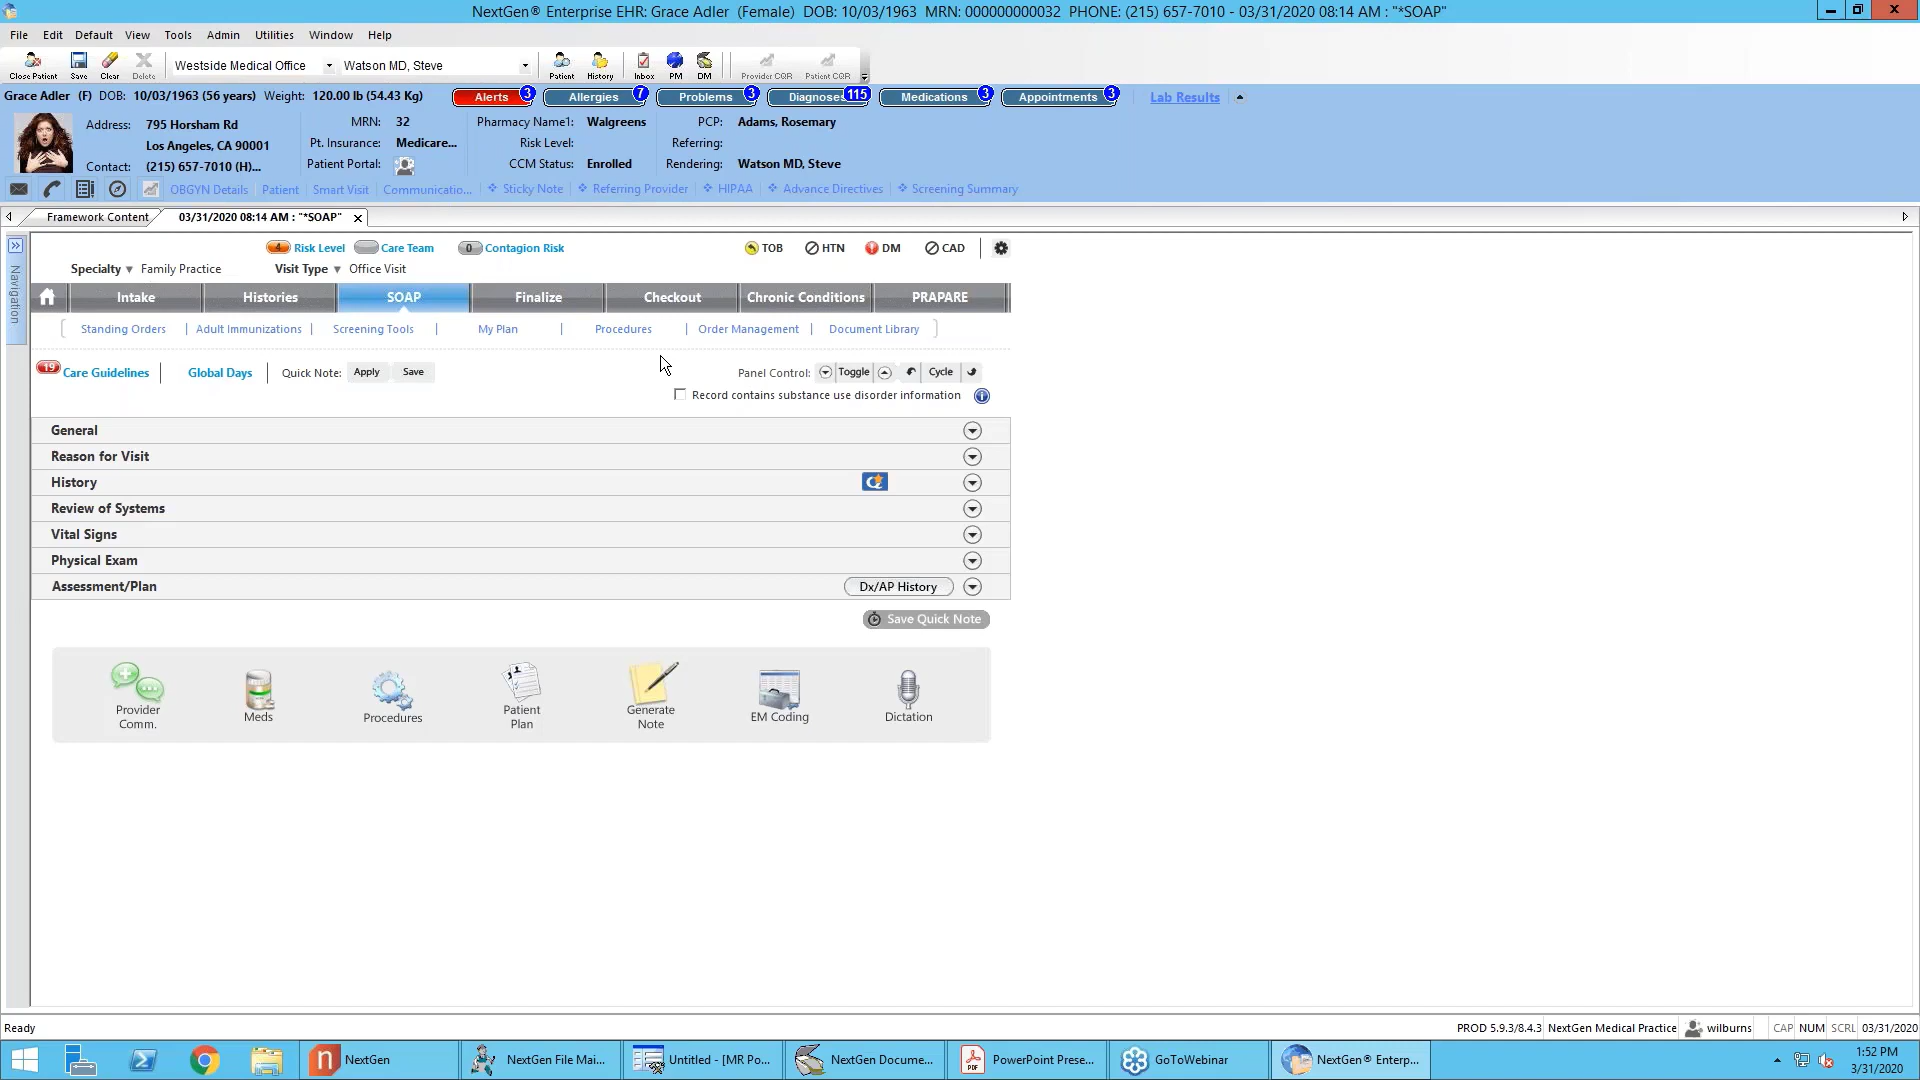 NextGen® Enterprise EHR: Grace Adler (Female) DOB: 10/03/1963 MRN: 000000000032 PHONE: (215) 657-7010 - 03/31/2020 08:14 AM : "*SOAP"
File Edit Default View Tools Admin Utilities Window Help
Westside Medical Office Watson MD, Steve
Close Patient Save Clear Delete Patient History Inbox PM DM Provider CQR Patient CQR
Grace Adler (F) DOB: 10/03/1963 (56 years) Weight: 120.00 lb (54.43 Kg) Alerts 3 Allergies 7 Problems 3 Diagnoses 115 Medications 3 Appointments 3 Lab Results
Address: 795 Horsham Rd MRN: 32 Pharmacy Name1: Walgreens PCP: Adams, Rosemary
Los Angeles, CA 90001 Pt. Insurance: Medicare... Risk Level: Referring:
Contact: (215) 657-7010 (H)... Patient Portal: CCM Status: Enrolled Rendering: Watson MD, Steve
OBGYN Details Patient Smart Visit Communicatio... Sticky Note Referring Provider HIPAA Advance Directives Screening Summary
Framework Content 03/31/2020 08:14 AM : "*SOAP"
Navigation
4 Risk Level Care Team 0 Contagion Risk TOB HTN DM CAD
Specialty Family Practice Visit Type Office Visit
Intake Histories SOAP Finalize Checkout Chronic Conditions PRAPARE
Standing Orders | Adult Immunizations | Screening Tools | My Plan | Procedures | Order Management | Document Library
19 Care Guidelines Global Days Quick Note: Apply Save Panel Control: Toggle Cycle
Record contains substance use disorder information
General
Reason for Visit
History
Review of Systems
Vital Signs
Physical Exam
Assessment/Plan Dx/AP History
Save Quick Note
Provider Comm. Meds Procedures Patient Plan Generate Note EM Coding Dictation
Ready PROD 5.9.3/8.4.3 NextGen Medical Practice wilburns CAP NUM SCRL 03/31/2020
NextGen NextGen File Mai... Untitled - [MR Po... NextGen Docume... PowerPoint Prese... GoToWebinar NextGen® Enterp... 1:52 PM
3/31/2020